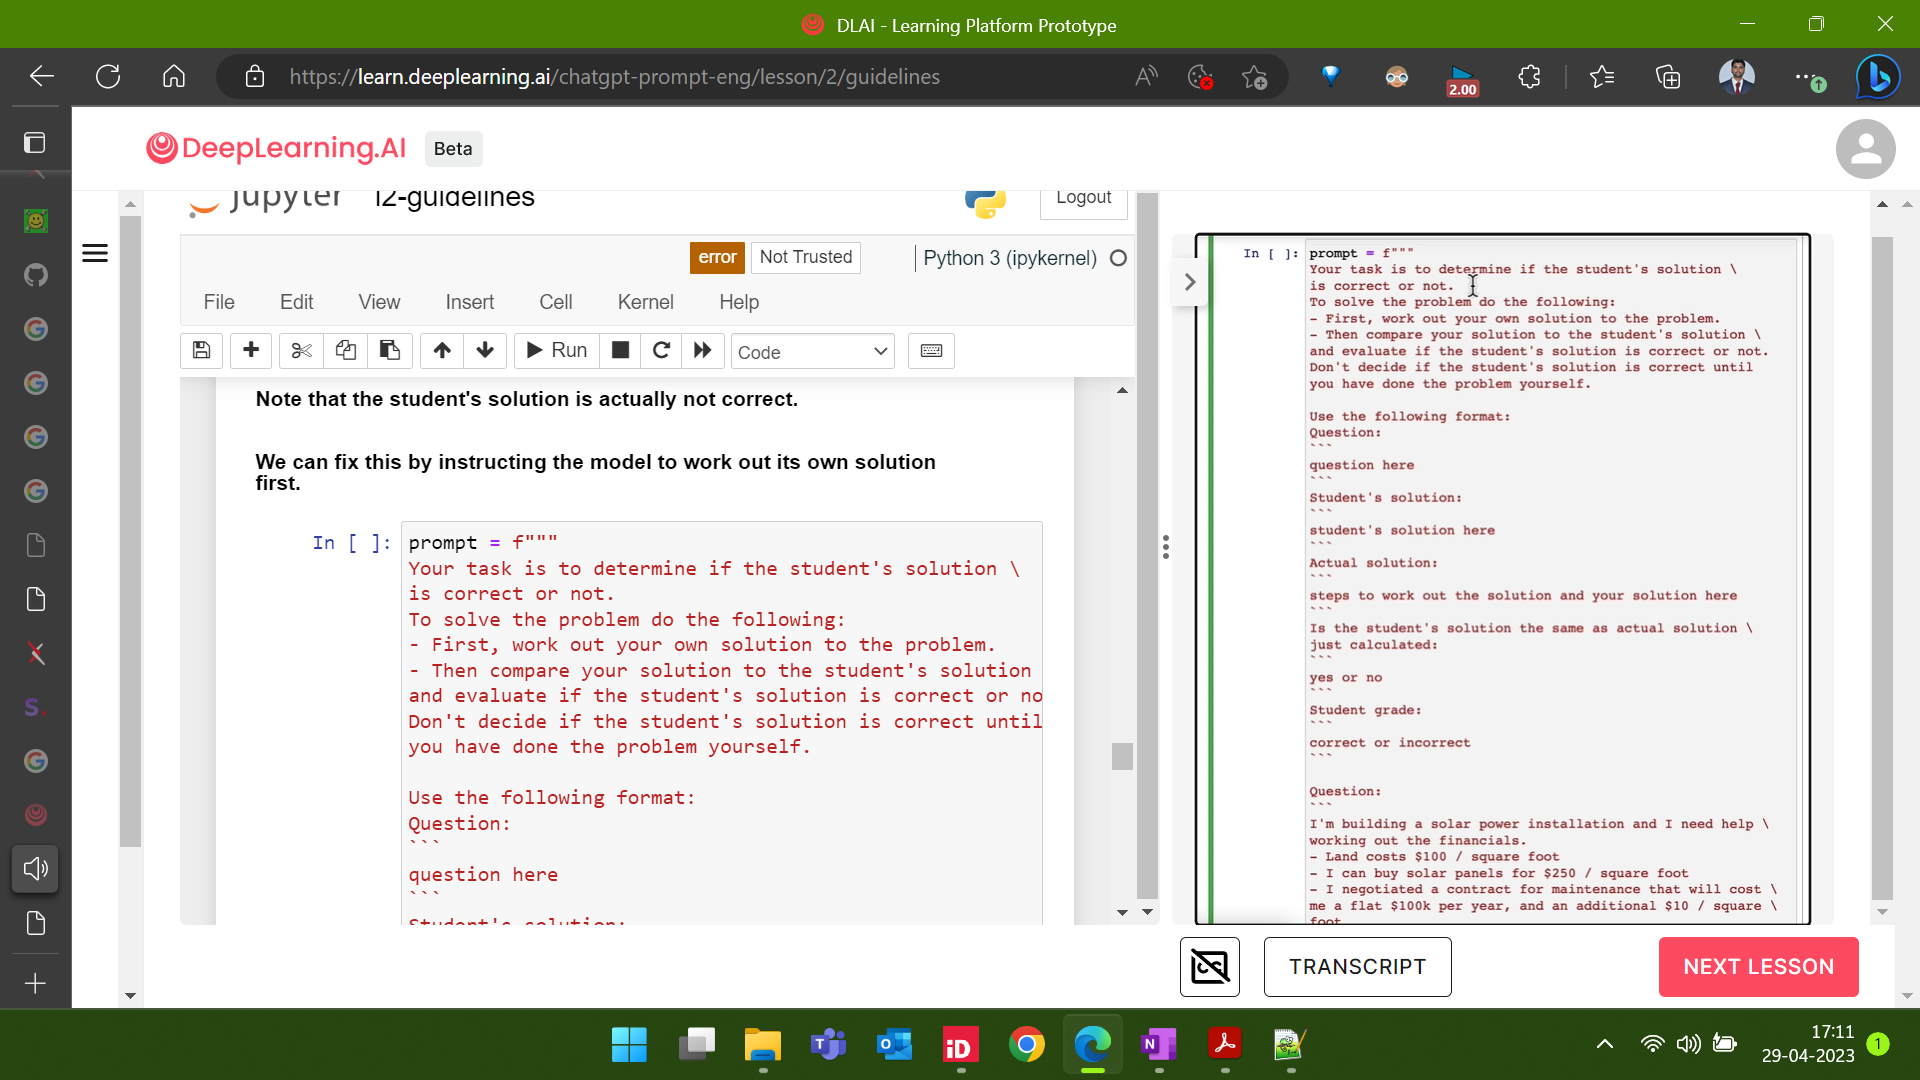 DLAI - Learning Platform Prototype
https://learn.deeplearning.ai/chatgpt-prompt-eng/lesson/2/guidelines
2.00
DeepLearning.AI Beta
jupyter l2-guidelines
Logout
error Not Trusted Python 3 (ipykernel)
File Edit View Insert Cell Kernel Help
Run Code
Note that the student's solution is actually not correct.
We can fix this by instructing the model to work out its own solution
first.
In [ ]: prompt = f"""
Your task is to determine if the student's solution \
is correct or not.
To solve the problem do the following:
- First, work out your own solution to the problem.
- Then compare your solution to the student's solution
and evaluate if the student's solution is correct or no
Don't decide if the student's solution is correct until
you have done the problem yourself.
Use the following format:
Question:
```
question here
```
Student's solution:
In [ ]: prompt = f"""
Your task is to determine if the student's solution \
is correct or not.
To solve the problem do the following:
- First, work out your own solution to the problem.
- Then compare your solution to the student's solution \
and evaluate if the student's solution is correct or not.
Don't decide if the student's solution is correct until
you have done the problem yourself.
Use the following format:
Question:
```
question here
```
Student's solution:
```
student's solution here
```
Actual solution:
```
steps to work out the solution and your solution here
```
Is the student's solution the same as actual solution \
just calculated:
```
yes or no
```
Student grade:
```
correct or incorrect
```
Question:
```
I'm building a solar power installation and I need help \
working out the financials.
- Land costs $100 / square foot
- I can buy solar panels for $250 / square foot
- I negotiated a contract for maintenance that will cost \
me a flat $100k per year, and an additional $10 / square \
foot
TRANSCRIPT
NEXT LESSON
17:11
29-04-2023
1